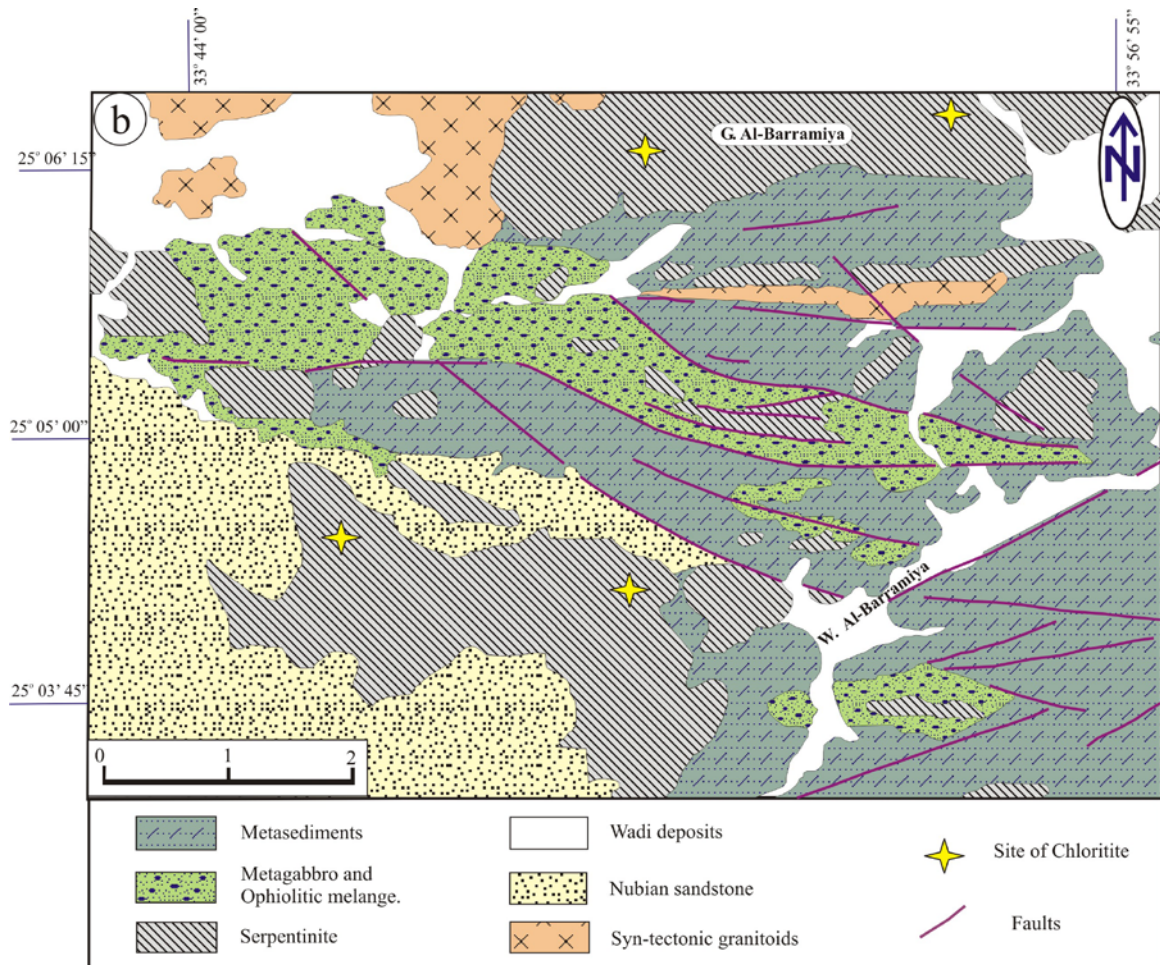 33° 44' 00"
33° 56' 55"
b
G. Al-Barramiya
N
25° 06' 15"
25° 05' 00"
W. Al-Barramiya
25° 03' 45"
0 1 2
Metasediments
Wadi deposits
Site of Chloritite
Metagabbro and
Ophiolitic melange.
Nubian sandstone
Faults
Serpentinite
Syn-tectonic granitoids